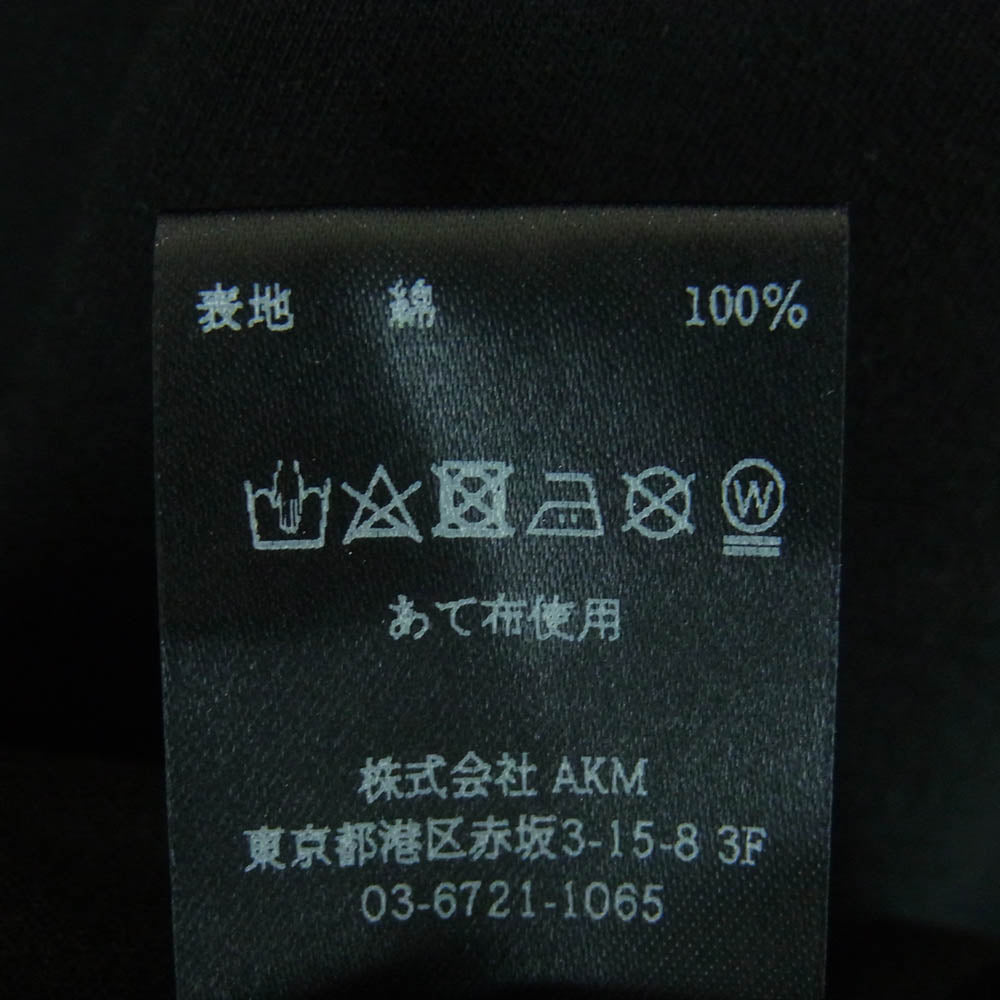 表地 綿 100%
W
あて布使用
株式会社 AKM
東京都港区赤坂3-15-8 3F
03-6721-1065